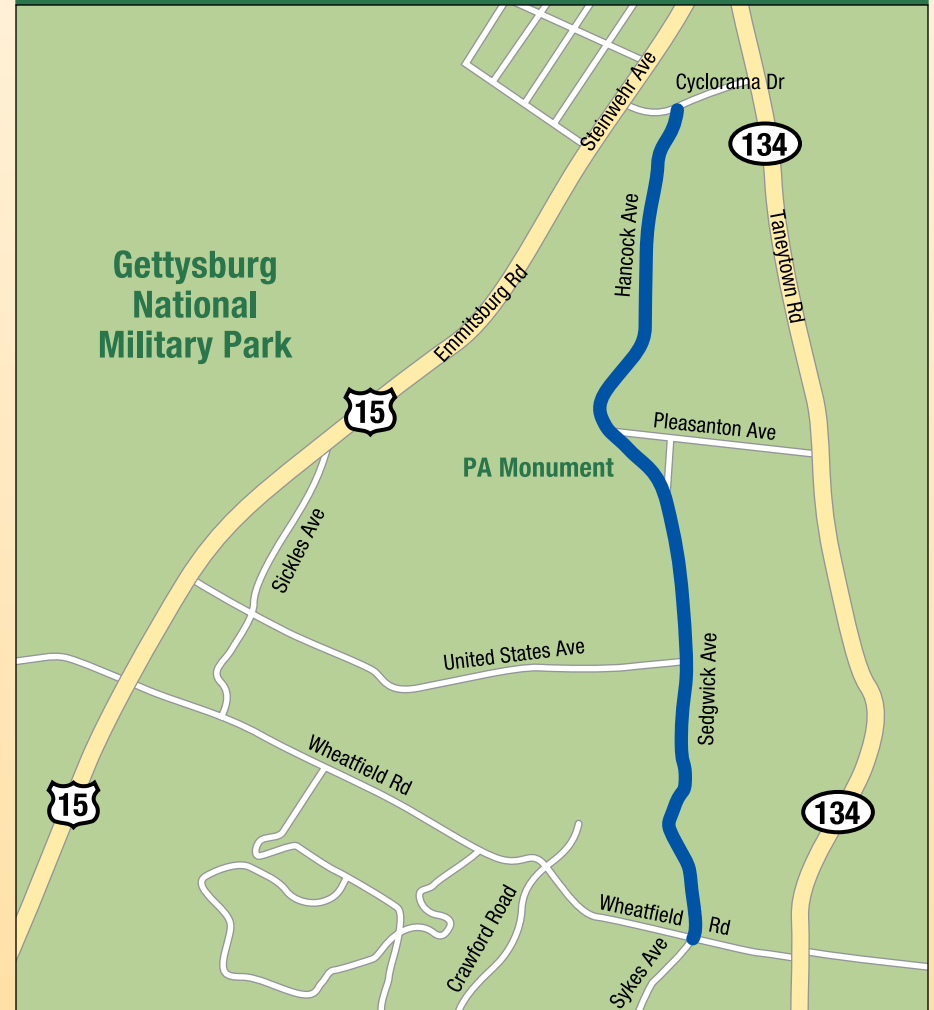 Steinwehr Ave
Cyclorama Dr
134
Hancock Ave
Taneytown Rd
Gettysburg
National
Military Park
Emmitsburg Rd
15
Pleasanton Ave
PA Monument
Sickles Ave
United States Ave
Sedgwick Ave
Wheatfield Rd
15
134
Crawford Road
Wheatfield Rd
Sykes Ave